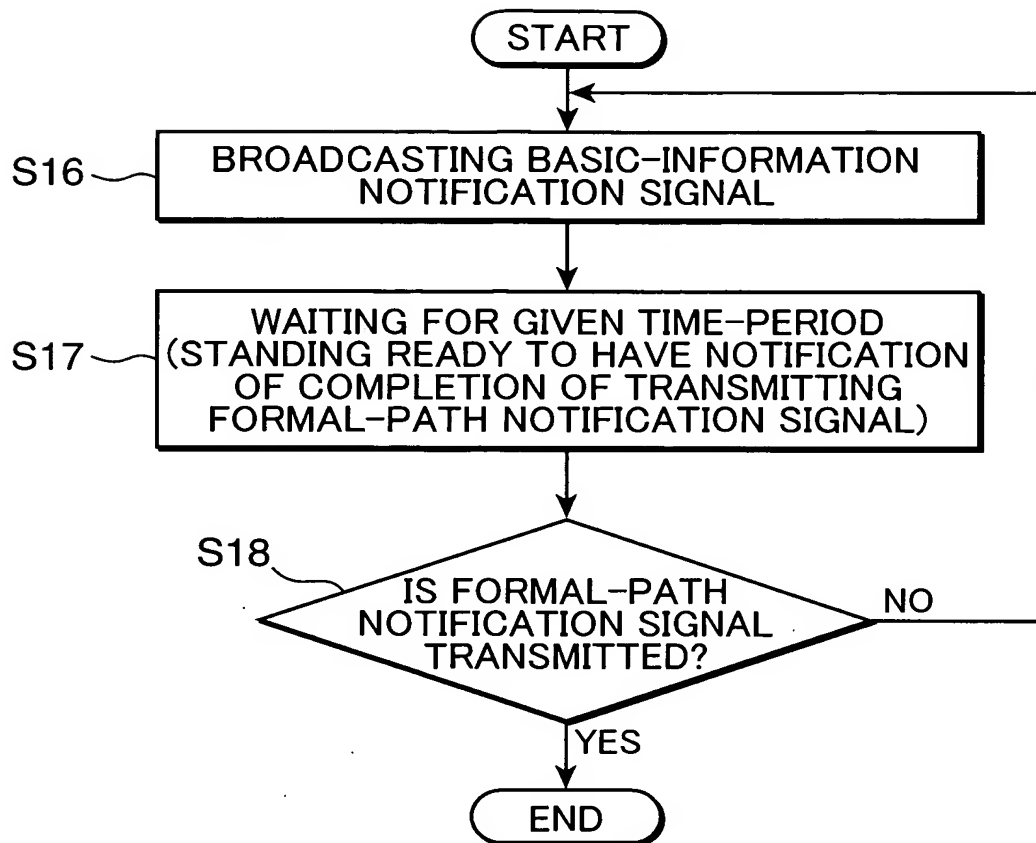 START
S16
BROADCASTING BASIC-INFORMATION
NOTIFICATION SIGNAL
S17
WAITING FOR GIVEN TIME-PERIOD
(STANDING READY TO HAVE NOTIFICATION
OF COMPLETION OF TRANSMITTING
FORMAL-PATH NOTIFICATION SIGNAL)
S18
IS FORMAL-PATH
NOTIFICATION SIGNAL
TRANSMITTED?
NO
YES
END